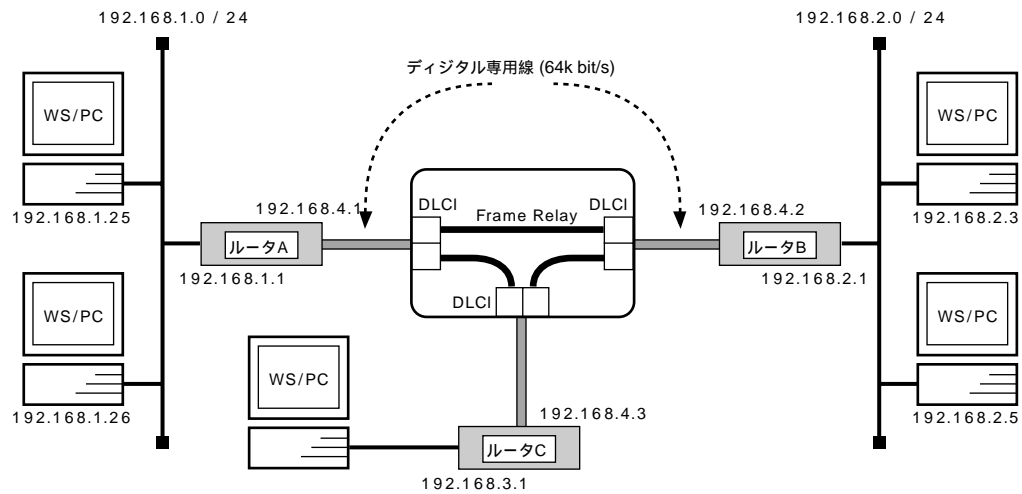 192.168.1.0 / 24
192.168.2.0 / 24
ディジタル専用線 (64k bit/s)
WS/PC
WS/PC
192.168.1.25
192.168.4.1
DLCI
Frame Relay
DLCI
192.168.4.2
192.168.2.3
ルータA
ルータB
192.168.1.1
192.168.2.1
WS/PC
DLCI
WS/PC
WS/PC
192.168.1.26
192.168.4.3
192.168.2.5
ルータC
192.168.3.1